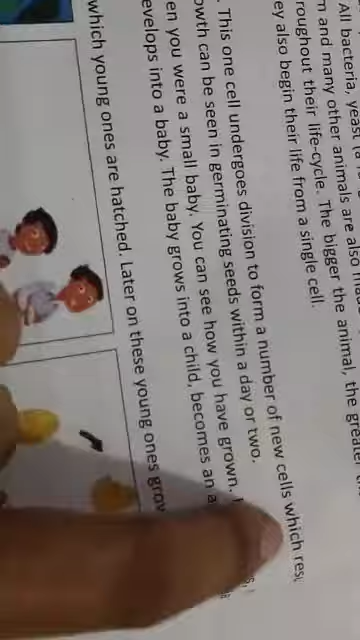 All bacteria, yeast
m and many other animals are also
roughout their life-cycle. The bigger the animal, the greate
ey also begin their life from a single cell.
. This one cell undergoes division to form a number of new cells which res
owth can be seen in germinating seeds within a day or two.
en you were a small baby. You can see how you have grown.
evelops into a baby. The baby grows into a child, becomes an a
which young ones are hatched. Later on these young ones grow